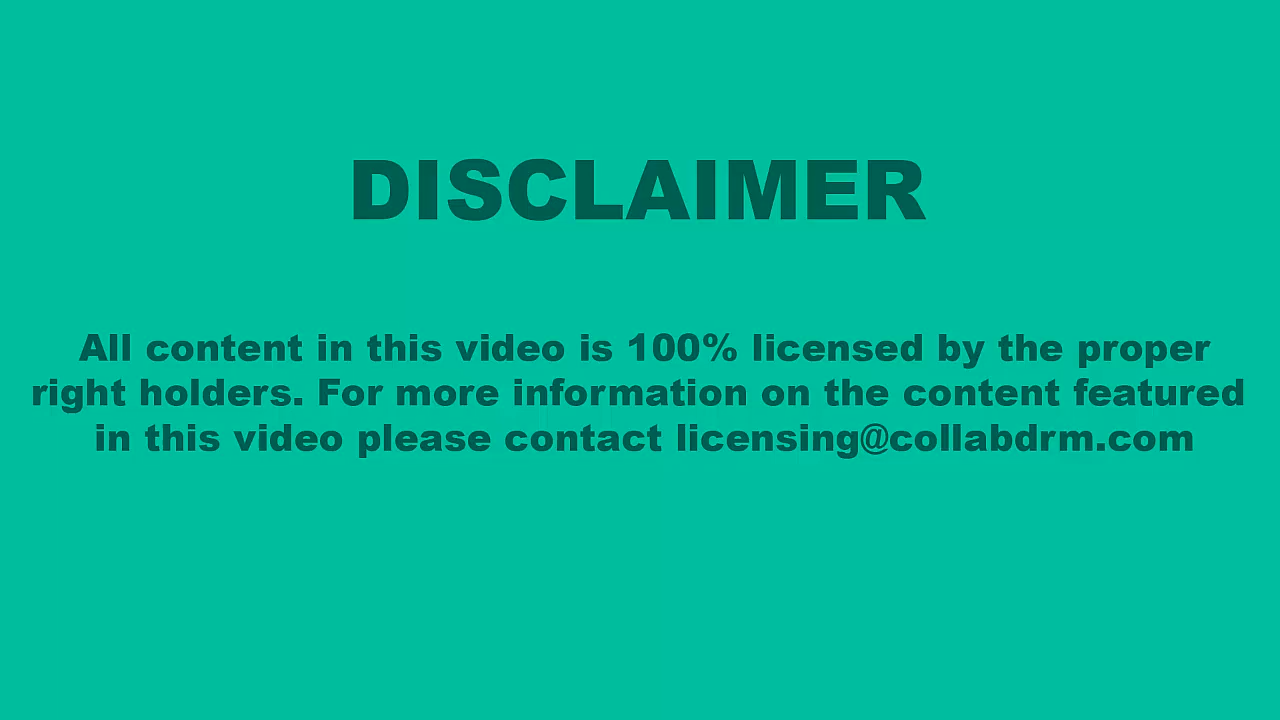 DISCLAIMER
All content in this video is 100% licensed by the proper
right holders. For more information on the content featured
in this video please contact licensing@collabdrm.com